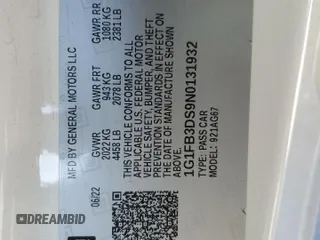 MFD BY GENERAL MOTORS LLC
06/22
GVWR GAWR FRT GAWR RR
2022 KG 943 KG 1080 KG
4458 LB 2078 LB 2381 LB
THIS VEHICLE CONFORMS TO ALL
APPLICABLE U.S. FEDERAL MOTOR
VEHICLE SAFETY, BUMPER, AND THEFT
PREVENTION STANDARDS IN EFFECT ON
THE DATE OF MANUFACTURE SHOWN
ABOVE.
1G1FB3DS9N0131932
TYPE: PASS CAR
MODEL: 921AG67
DREAMBID